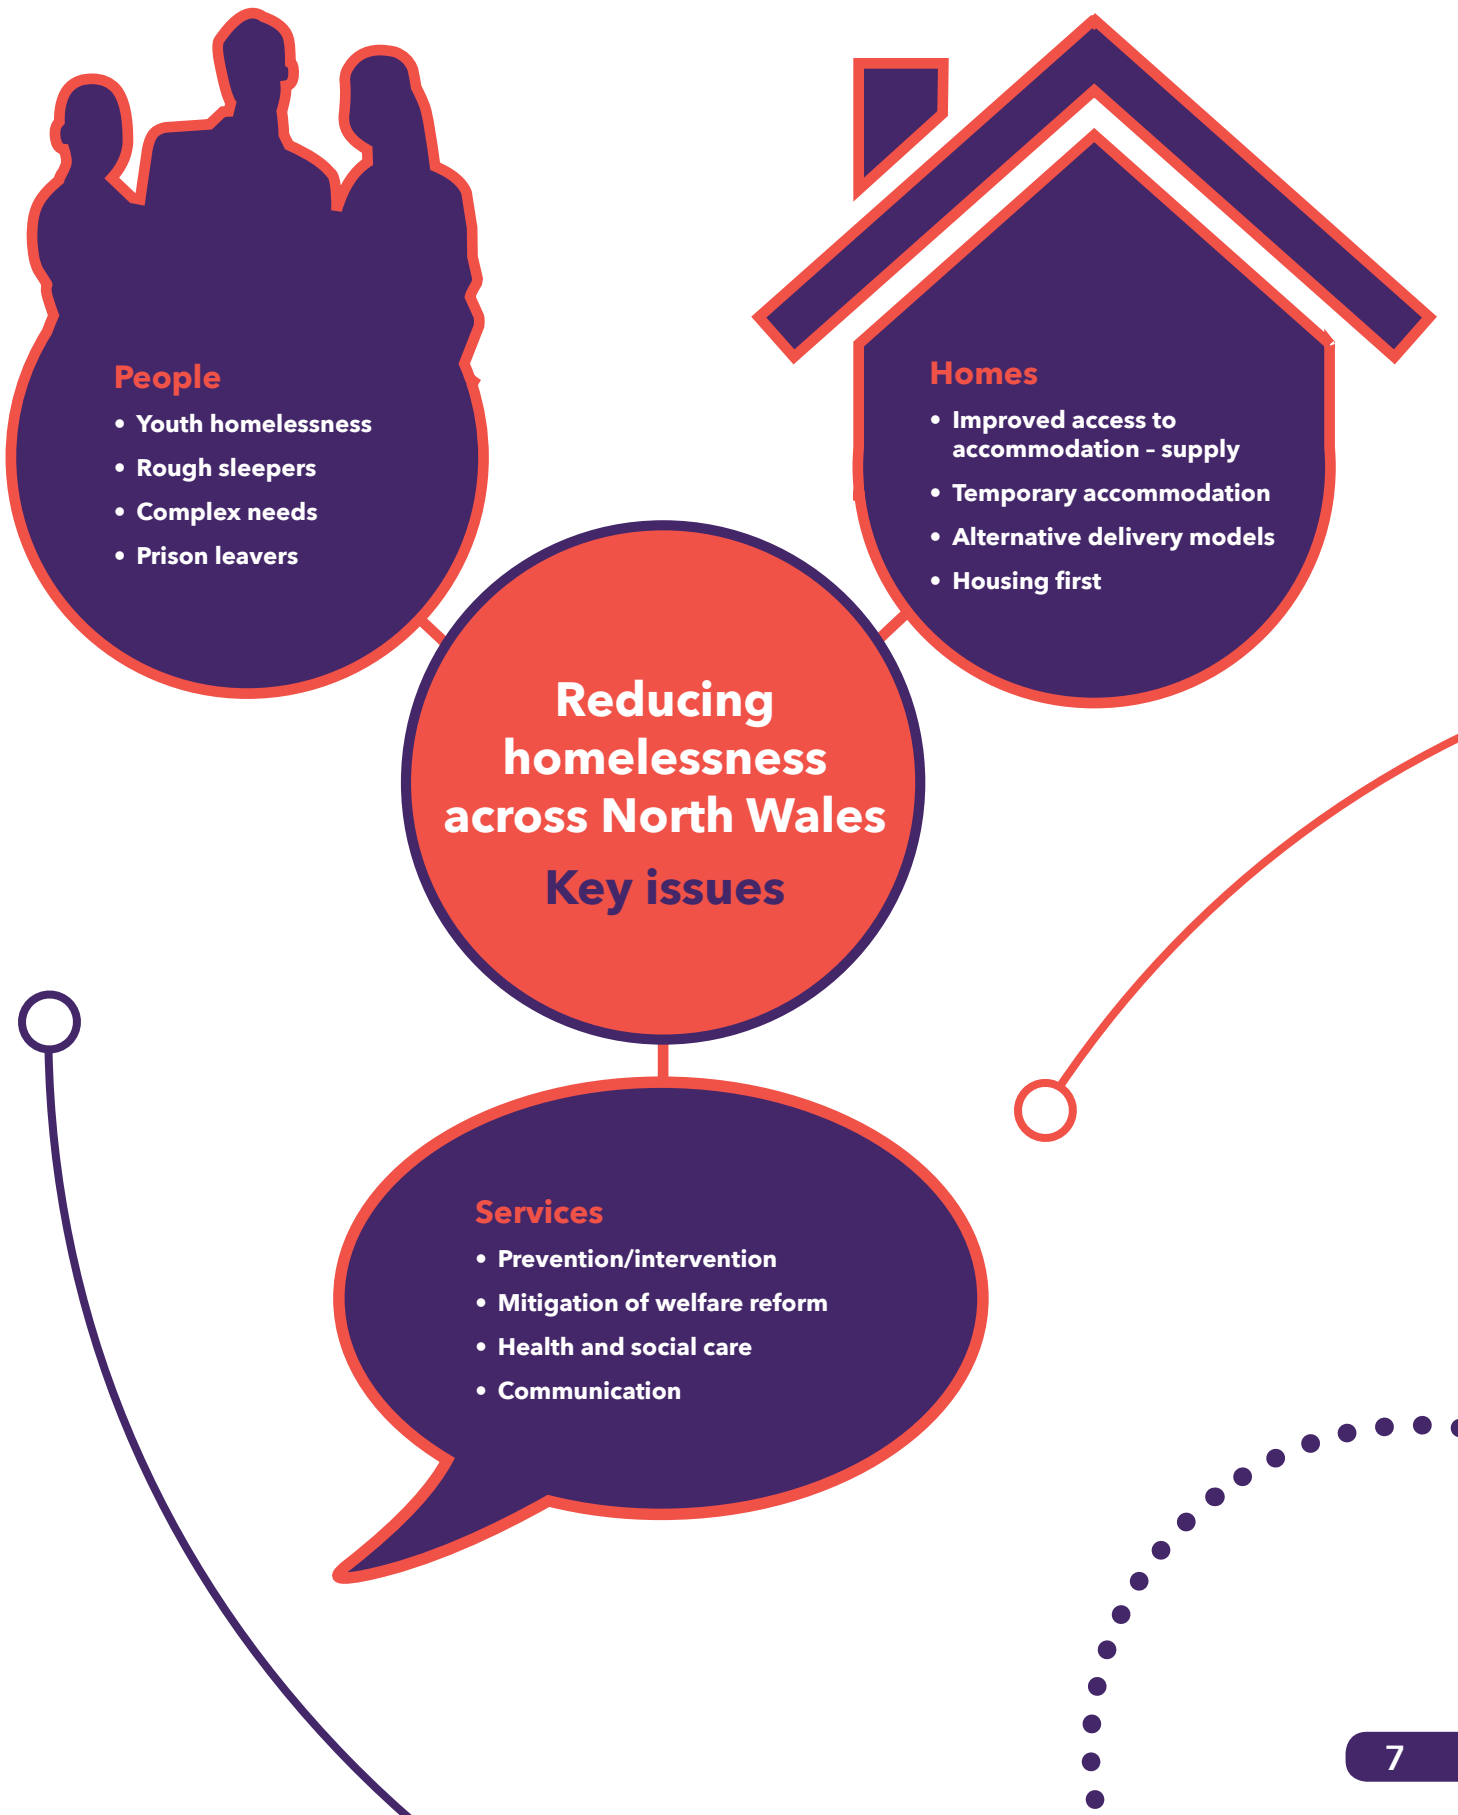 People
• Youth homelessness
• Rough sleepers
• Complex needs
• Prison leavers
Homes
• Improved access to
accommodation – supply
• Temporary accommodation
• Alternative delivery models
• Housing first
Reducing
homelessness
across North Wales
Key issues
Services
• Prevention/intervention
• Mitigation of welfare reform
• Health and social care
• Communication
7